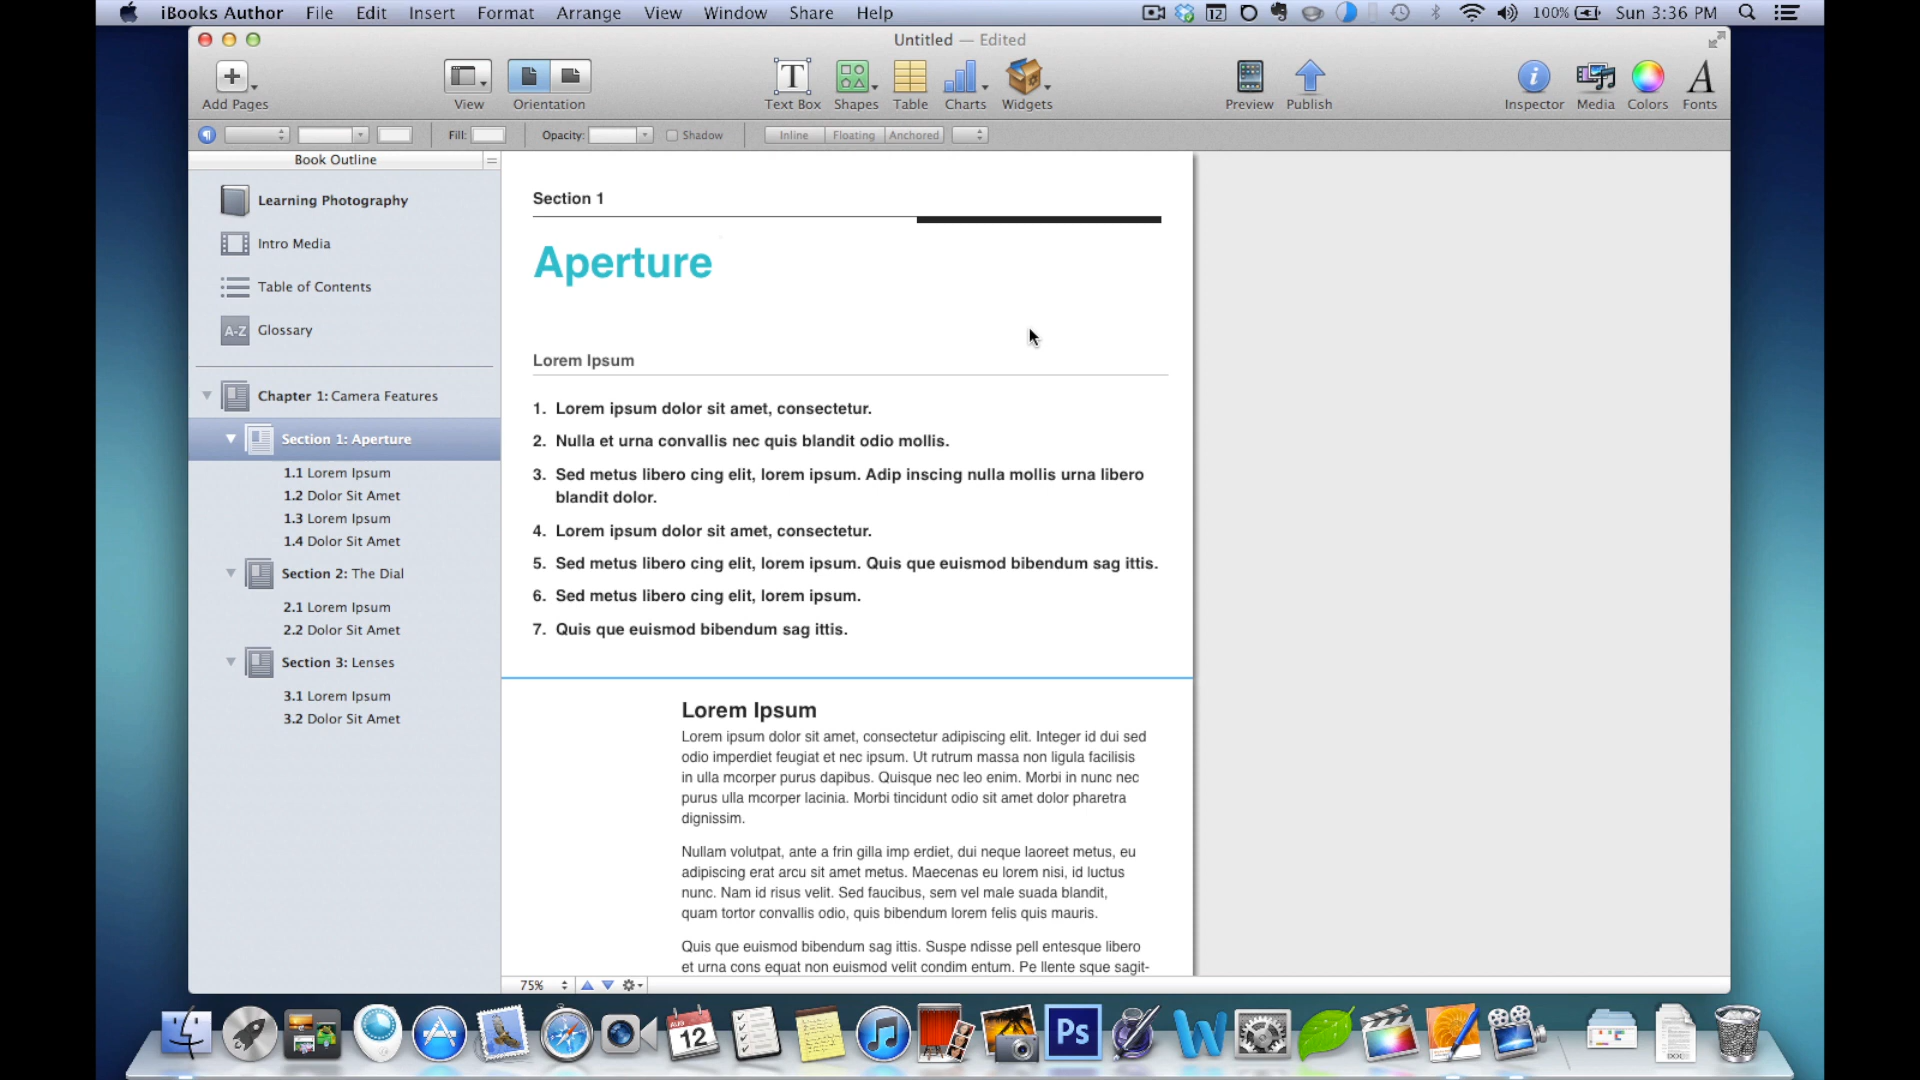 iBooks Author File Edit Insert Format Arrange View Window Share Help 12 100% Sun 3:36 PM
Untitled — Edited
Add Pages View Orientation T Text Box Shapes Table Charts Widgets Preview Publish i Inspector Media Colors A Fonts
Fill: Opacity: Shadow Inline Floating Anchored
Book Outline
Learning Photography
Intro Media
Table of Contents
A-Z Glossary
Chapter 1: Camera Features
Section 1: Aperture
1.1 Lorem Ipsum
1.2 Dolor Sit Amet
1.3 Lorem Ipsum
1.4 Dolor Sit Amet
Section 2: The Dial
2.1 Lorem Ipsum
2.2 Dolor Sit Amet
Section 3: Lenses
3.1 Lorem Ipsum
3.2 Dolor Sit Amet
Section 1
Aperture
Lorem Ipsum
1. Lorem ipsum dolor sit amet, consectetur.
2. Nulla et urna convallis nec quis blandit odio mollis.
3. Sed metus libero cing elit, lorem ipsum. Adip inscing nulla mollis urna libero
blandit dolor.
4. Lorem ipsum dolor sit amet, consectetur.
5. Sed metus libero cing elit, lorem ipsum. Quis que euismod bibendum sag ittis.
6. Sed metus libero cing elit, lorem ipsum.
7. Quis que euismod bibendum sag ittis.
Lorem Ipsum
Lorem ipsum dolor sit amet, consectetur adipiscing elit. Integer id dui sed
odio imperdiet feugiat et nec ipsum. Ut rutrum massa non ligula facilisis
in ulla mcorper purus dapibus. Quisque nec leo enim. Morbi in nunc nec
purus ulla mcorper lacinia. Morbi tincidunt odio sit amet dolor pharetra
dignissim.
Nullam volutpat, ante a frin gilla imp erdiet, dui neque laoreet metus, eu
adipiscing erat arcu sit amet metus. Maecenas eu lorem nisi, id luctus
nunc. Nam id risus velit. Sed faucibus, sem vel male suada blandit,
quam tortor convallis odio, quis bibendum lorem felis quis mauris.
Quis que euismod bibendum sag ittis. Suspe ndisse pell entesque libero
et urna cons equat non euismod velit condim entum. Pe llente sque sagit-
75%
AUG
12
Ps
W
DOC